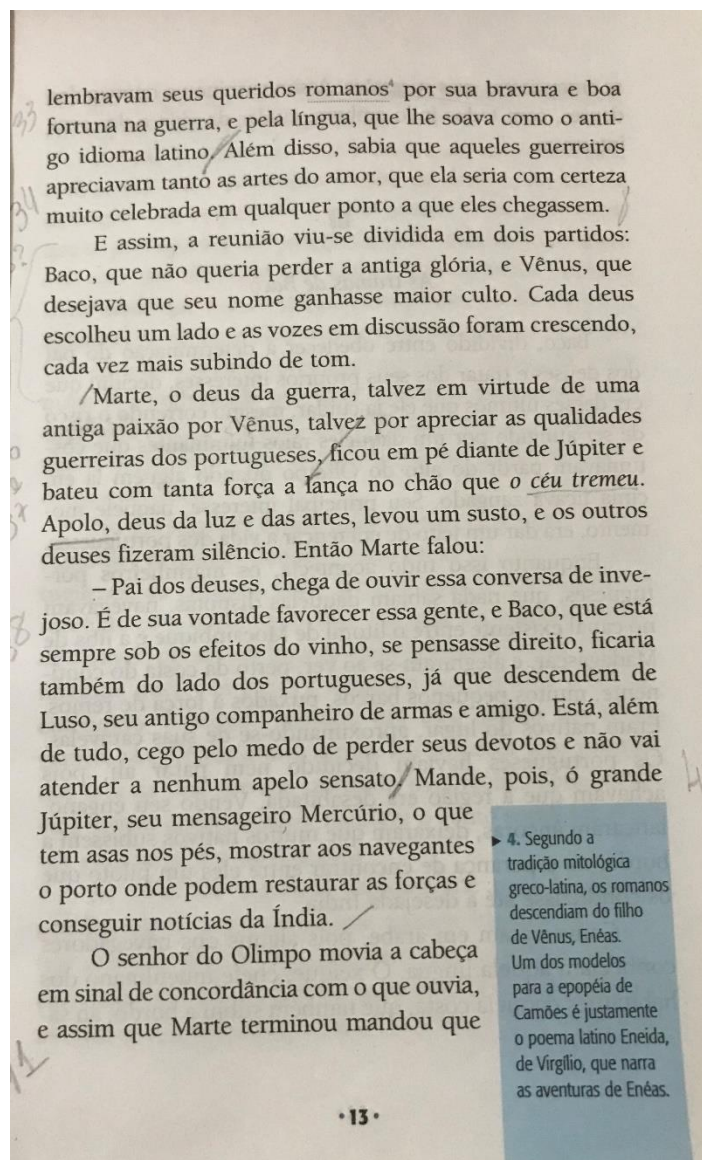 lembravam seus queridos romanos⁴ por sua bravura e boa
fortuna na guerra, e pela língua, que lhe soava como o anti-
go idioma latino. Além disso, sabia que aqueles guerreiros
apreciavam tanto as artes do amor, que ela seria com certeza
muito celebrada em qualquer ponto a que eles chegassem.
E assim, a reunião viu-se dividida em dois partidos:
Baco, que não queria perder a antiga glória, e Vênus, que
desejava que seu nome ganhasse maior culto. Cada deus
escolheu um lado e as vozes em discussão foram crescendo,
cada vez mais subindo de tom.
Marte, o deus da guerra, talvez em virtude de uma
antiga paixão por Vênus, talvez por apreciar as qualidades
guerreiras dos portugueses, ficou em pé diante de Júpiter e
bateu com tanta força a lança no chão que o céu tremeu.
Apolo, deus da luz e das artes, levou um susto, e os outros
deuses fizeram silêncio. Então Marte falou:
– Pai dos deuses, chega de ouvir essa conversa de inve-
joso. É de sua vontade favorecer essa gente, e Baco, que está
sempre sob os efeitos do vinho, se pensasse direito, ficaria
também do lado dos portugueses, já que descendem de
Luso, seu antigo companheiro de armas e amigo. Está, além
de tudo, cego pelo medo de perder seus devotos e não vai
atender a nenhum apelo sensato. Mande, pois, ó grande
Júpiter, seu mensageiro Mercúrio, o que
tem asas nos pés, mostrar aos navegantes
o porto onde podem restaurar as forças e
conseguir notícias da Índia.
O senhor do Olimpo movia a cabeça
em sinal de concordância com o que ouvia,
e assim que Marte terminou mandou que
▶ 4. Segundo a
tradição mitológica
greco-latina, os romanos
descendiam do filho
de Vênus, Enéas.
Um dos modelos
para a epopéia de
Camões é justamente
o poema latino Eneida,
de Virgílio, que narra
as aventuras de Enéas.
• 13 •